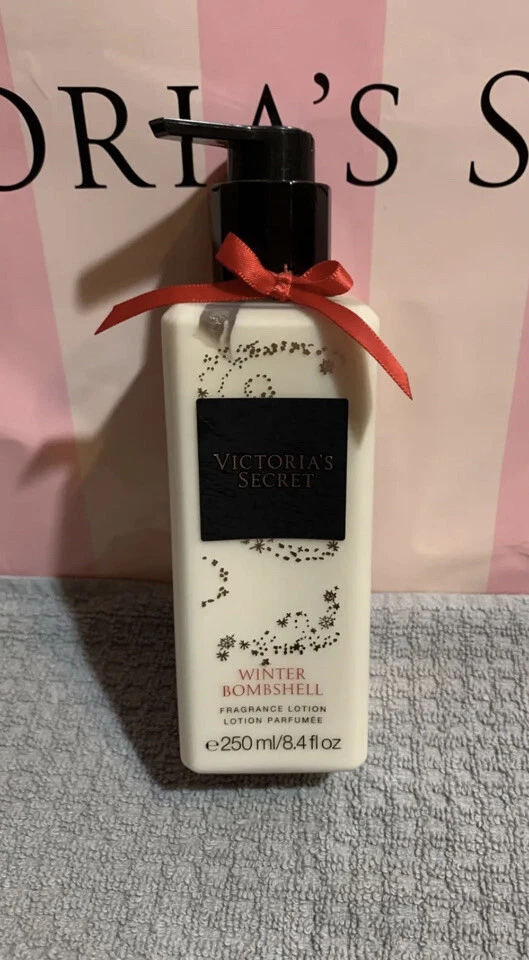 ORIA'S S
VICTORIA'S
SECRET
WINTER
BOMBSHELL
FRAGRANCE LOTION
LOTION PARFUMÉE
℮250 ml/8.4 fl oz